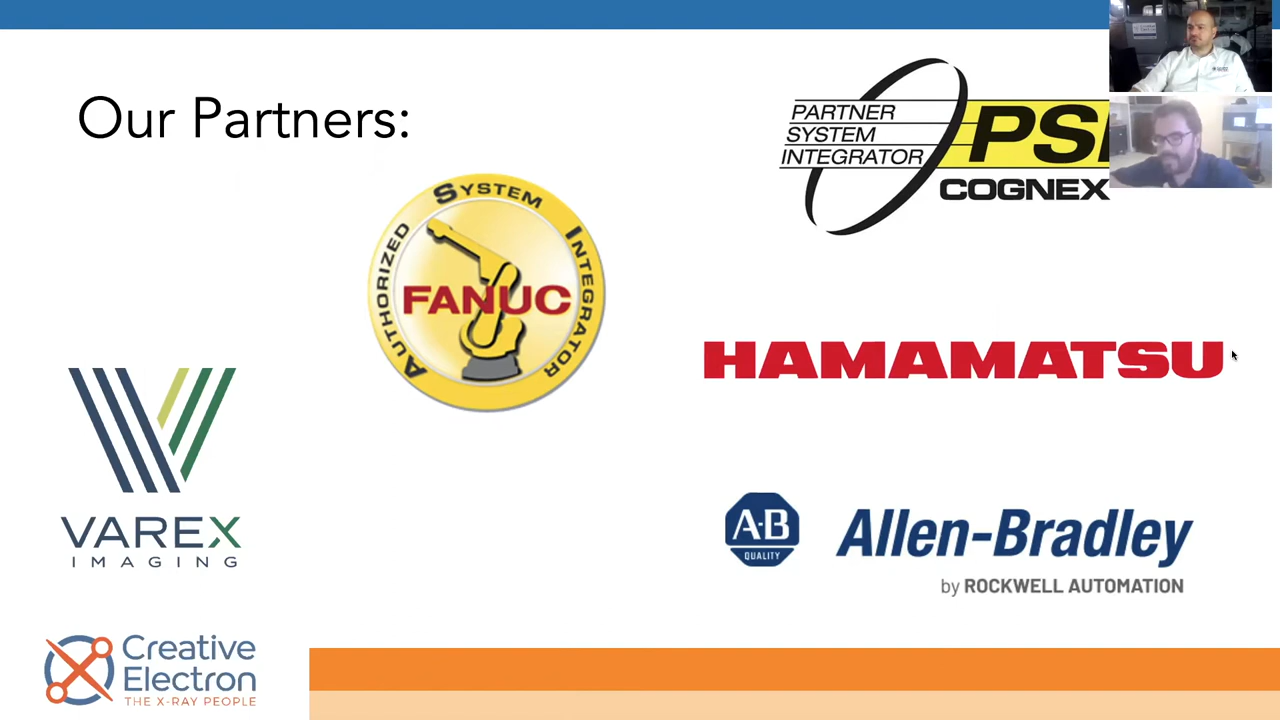 Our Partners:
PARTNER
SYSTEM
INTEGRATOR
PSI
COGNEX
AUTHORIZED SYSTEM INTEGRATOR
FANUC
HAMAMATSU
VAREX
IMAGING
A-B
QUALITY
Allen-Bradley
by ROCKWELL AUTOMATION
Creative
Electron
THE X-RAY PEOPLE